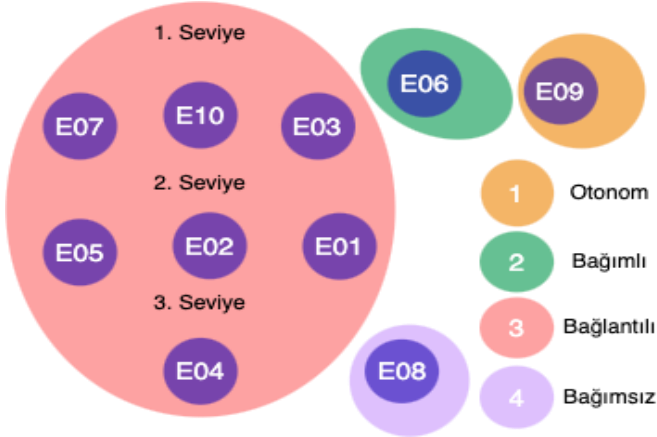 1. Seviye
E07 E10 E03
2. Seviye
E05 E02 E01
3. Seviye
E04
E06
E09
E08
1 Otonom
2 Bağımlı
3 Bağlantılı
4 Bağımsız